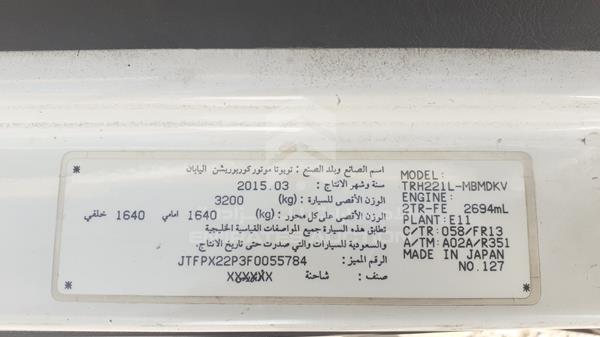 اسم الصانع وبلد الصنع : تويوتا موتور كوربوريشن اليابان
سنة وشهر الانتاج : 2015.03
الوزن الأقصى للسيارة : (kg) 3200
الوزن الأقصى على كل محور : (kg) 1640 امامي 1640 خلفي
تطابق هذه السيارة جميع المواصفات القياسية الخليجية
والسعودية للسيارات والتي صدرت حتى تاريخ الانتاج.
الرقم المميز : JTFPX22P3F0055784
صنف : شاحنة XXXXXX
MODEL:
TRH221L-MBMDKV
ENGINE:
2TR-FE 2694mL
PLANT: E11
C/TR: 058/FR13
A/TM: A02A/R351
MADE IN JAPAN
NO.127